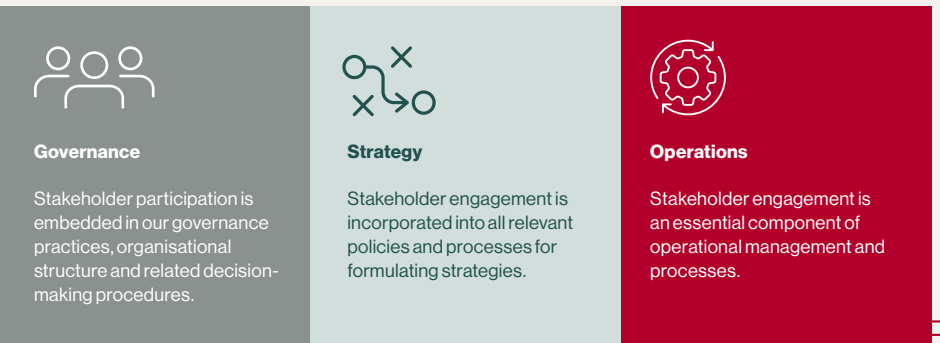 Governance
Stakeholder participation is
embedded in our governance
practices, organisational
structure and related decision-
making procedures.
Strategy
Stakeholder engagement is
incorporated into all relevant
policies and processes for
formulating strategies.
Operations
Stakeholder engagement is
an essential component of
operational management and
processes.